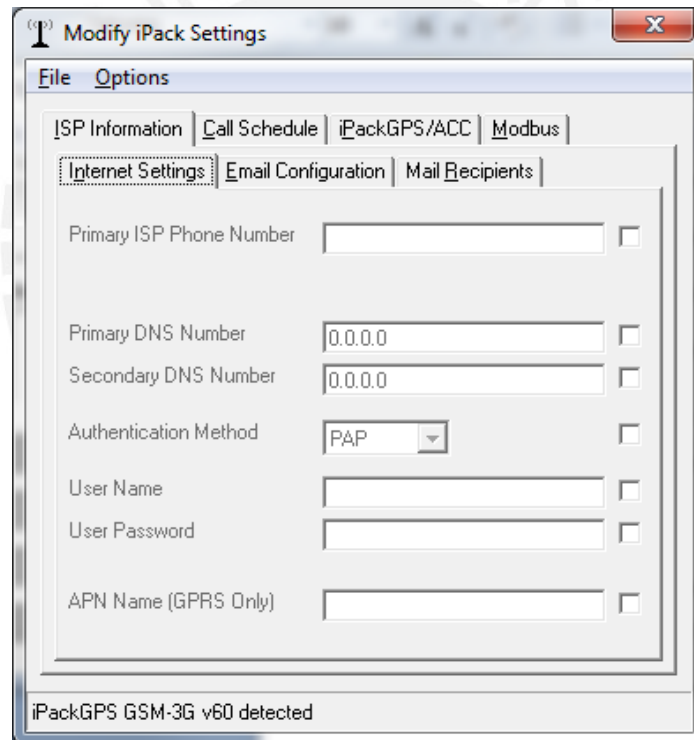 ((ᴑ)) Modify iPack Settings
File Options
ISP Information Call Schedule iPackGPS/ACC Modbus
Internet Settings Email Configuration Mail Recipients
Primary ISP Phone Number
Primary DNS Number 0.0.0.0
Secondary DNS Number 0.0.0.0
Authentication Method PAP
User Name
User Password
APN Name (GPRS Only)
iPackGPS GSM-3G v60 detected